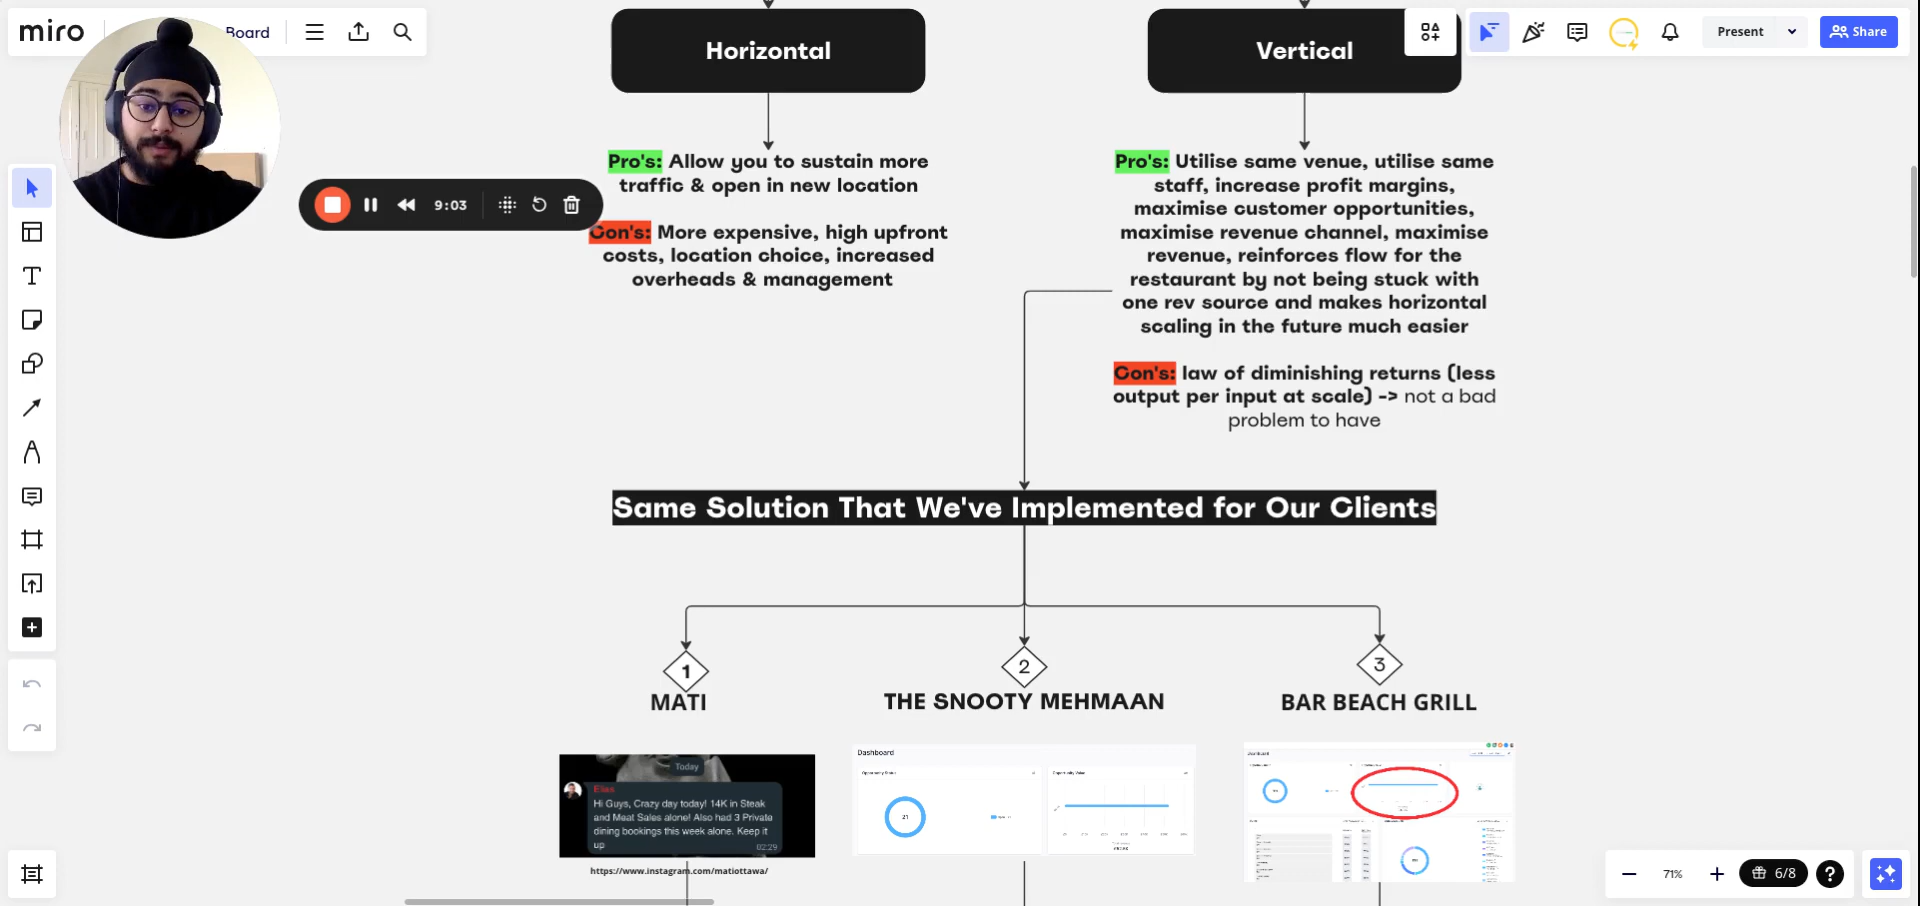 miro
Board
Present
Share
9:03
Horizontal
Pro's: Allow you to sustain more
traffic & open in new location
Con's: More expensive, high upfront
costs, location choice, increased
overheads & management
Vertical
Pro's: Utilise same venue, utilise same
staff, increase profit margins,
maximise customer opportunities,
maximise revenue channel, maximise
revenue, reinforces flow for the
restaurant by not being stuck with
one rev source and makes horizontal
scaling in the future much easier
Con's: law of diminishing returns (less
output per input at scale) -> not a bad
problem to have
Same Solution That We've Implemented for Our Clients
1
MATI
2
THE SNOOTY MEHMAAN
3
BAR BEACH GRILL
Today
Elias
Hi Guys, Crazy day today! 14K in Steak
and Meat Sales alone! Also had 3 Private
dining bookings this week alone. Keep it
up
02:29
https://www.instagram.com/matiottawa/
Dashboard
Opportunity Status
21
Opportunity Value
71%
6/8
?